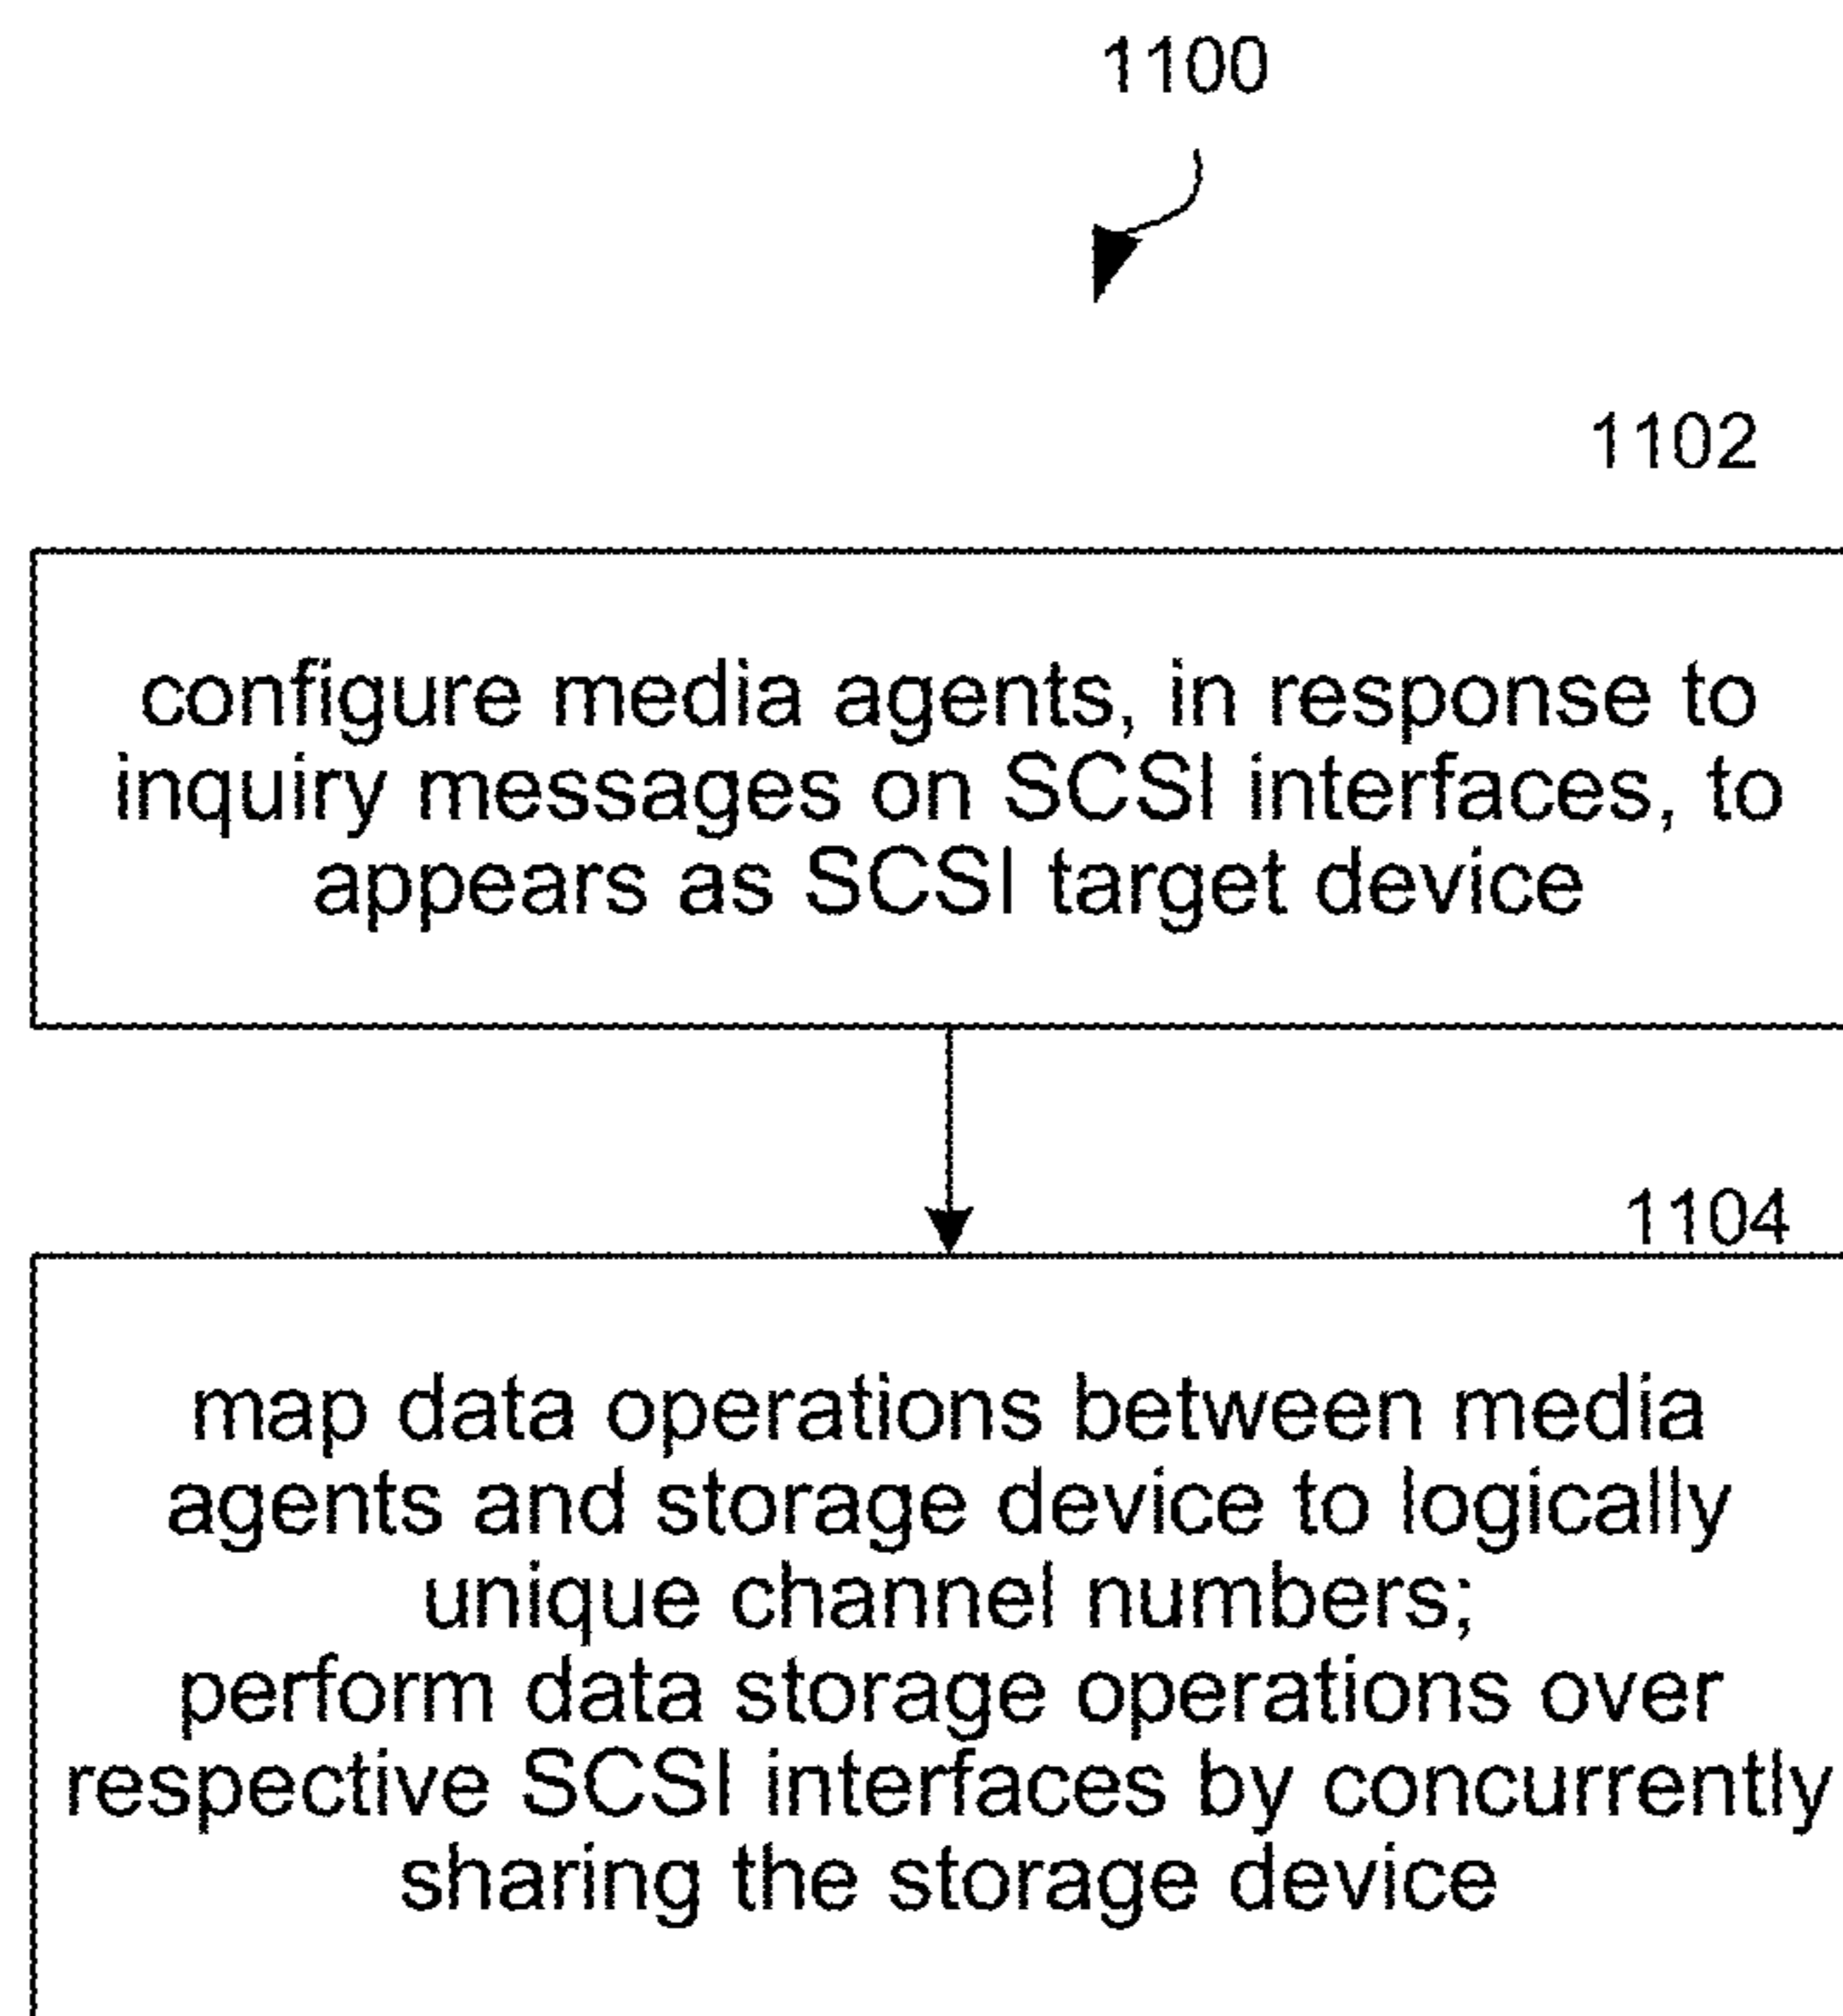 1100
1102
configure media agents, in response to
inquiry messages on SCSI interfaces, to
appears as SCSI target device
1104
map data operations between media
agents and storage device to logically
unique channel numbers;
perform data storage operations over
respective SCSI interfaces by concurrently
sharing the storage device